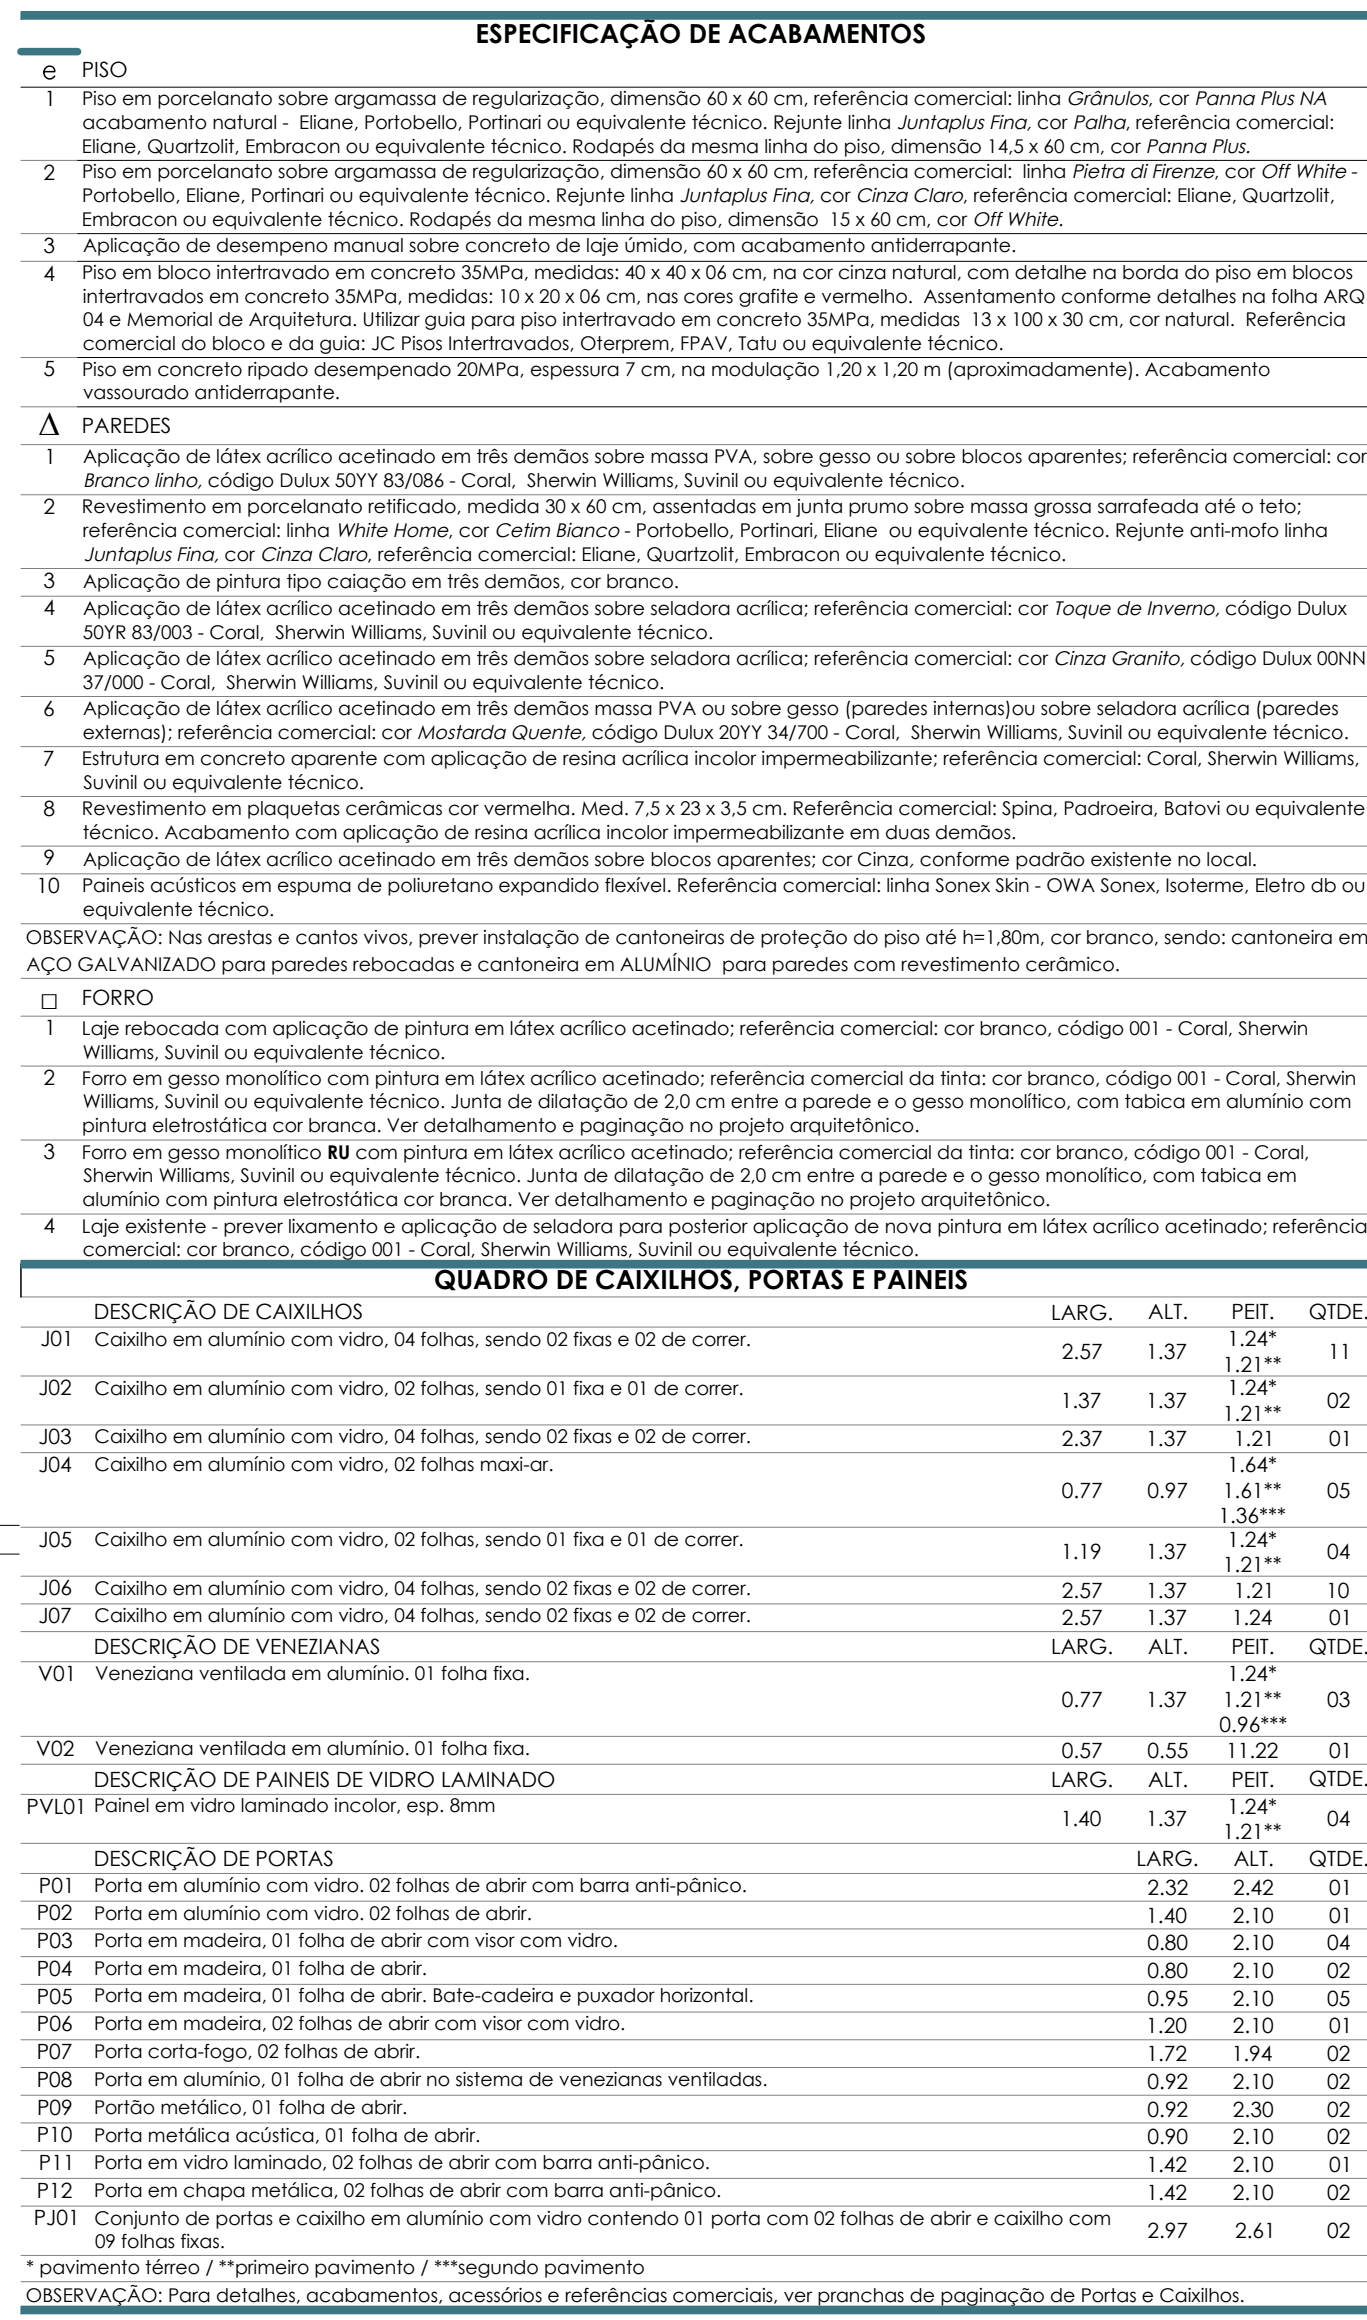 ESPECIFICAÇÃO DE ACABAMENTOS
e PISO
1 Piso em porcelanato sobre argamassa de regularização, dimensão 60 x 60 cm, referência comercial: linha Grânulos, cor Panna Plus NA
acabamento natural - Eliane, Portobello, Portinari ou equivalente técnico. Rejunte linha Juntaplus Fina, cor Palha, referência comercial:
Eliane, Quartzolit, Embracon ou equivalente técnico. Rodapés da mesma linha do piso, dimensão 14,5 x 60 cm, cor Panna Plus.
2 Piso em porcelanato sobre argamassa de regularização, dimensão 60 x 60 cm, referência comercial: linha Pietra di Firenze, cor Off White -
Portobello, Eliane, Portinari ou equivalente técnico. Rejunte linha Juntaplus Fina, cor Cinza Claro, referência comercial: Eliane, Quartzolit,
Embracon ou equivalente técnico. Rodapés da mesma linha do piso, dimensão 15 x 60 cm, cor Off White.
3 Aplicação de desempeno manual sobre concreto de laje úmido, com acabamento antiderrapante.
4 Piso em bloco intertravado em concreto 35MPa, medidas: 40 x 40 x 06 cm, na cor cinza natural, com detalhe na borda do piso em blocos
intertravados em concreto 35MPa, medidas: 10 x 20 x 06 cm, nas cores grafite e vermelho. Assentamento conforme detalhes na folha ARQ
04 e Memorial de Arquitetura. Utilizar guia para piso intertravado em concreto 35MPa, medidas 13 x 100 x 30 cm, cor natural. Referência
comercial do bloco e da guia: JC Pisos Intertravados, Oterprem, FPAV, Tatu ou equivalente técnico.
5 Piso em concreto ripado desempenado 20MPa, espessura 7 cm, na modulação 1,20 x 1,20 m (aproximadamente). Acabamento
vassourado antiderrapante.
Δ PAREDES
1 Aplicação de látex acrílico acetinado em três demãos sobre massa PVA, sobre gesso ou sobre blocos aparentes; referência comercial: cor
Branco linho, código Dulux 50YY 83/086 - Coral, Sherwin Williams, Suvinil ou equivalente técnico.
2 Revestimento em porcelanato retificado, medida 30 x 60 cm, assentadas em junta prumo sobre massa grossa sarrafeada até o teto;
referência comercial: linha White Home, cor Cetim Bianco - Portobello, Portinari, Eliane ou equivalente técnico. Rejunte anti-mofo linha
Juntaplus Fina, cor Cinza Claro, referência comercial: Eliane, Quartzolit, Embracon ou equivalente técnico.
3 Aplicação de pintura tipo caiação em três demãos, cor branco.
4 Aplicação de látex acrílico acetinado em três demãos sobre seladora acrílica; referência comercial: cor Toque de Inverno, código Dulux
50YR 83/003 - Coral, Sherwin Williams, Suvinil ou equivalente técnico.
5 Aplicação de látex acrílico acetinado em três demãos sobre seladora acrílica; referência comercial: cor Cinza Granito, código Dulux 00NN
37/000 - Coral, Sherwin Williams, Suvinil ou equivalente técnico.
6 Aplicação de látex acrílico acetinado em três demãos massa PVA ou sobre gesso (paredes internas)ou sobre seladora acrílica (paredes
externas); referência comercial: cor Mostarda Quente, código Dulux 20YY 34/700 - Coral, Sherwin Williams, Suvinil ou equivalente técnico.
7 Estrutura em concreto aparente com aplicação de resina acrílica incolor impermeabilizante; referência comercial: Coral, Sherwin Williams,
Suvinil ou equivalente técnico.
8 Revestimento em plaquetas cerâmicas cor vermelha. Med. 7,5 x 23 x 3,5 cm. Referência comercial: Spina, Padroeira, Batovi ou equivalente
técnico. Acabamento com aplicação de resina acrílica incolor impermeabilizante em duas demãos.
9 Aplicação de látex acrílico acetinado em três demãos sobre blocos aparentes; cor Cinza, conforme padrão existente no local.
10 Paineis acústicos em espuma de poliuretano expandido flexível. Referência comercial: linha Sonex Skin - OWA Sonex, Isoterme, Eletro db ou
equivalente técnico.
OBSERVAÇÃO: Nas arestas e cantos vivos, prever instalação de cantoneiras de proteção do piso até h=1,80m, cor branco, sendo: cantoneira em
AÇO GALVANIZADO para paredes rebocadas e cantoneira em ALUMÍNIO para paredes com revestimento cerâmico.
□ FORRO
1 Laje rebocada com aplicação de pintura em látex acrílico acetinado; referência comercial: cor branco, código 001 - Coral, Sherwin
Williams, Suvinil ou equivalente técnico.
2 Forro em gesso monolítico com pintura em látex acrílico acetinado; referência comercial da tinta: cor branco, código 001 - Coral, Sherwin
Williams, Suvinil ou equivalente técnico. Junta de dilatação de 2,0 cm entre a parede e o gesso monolítico, com tabica em alumínio com
pintura eletrostática cor branca. Ver detalhamento e paginação no projeto arquitetônico.
3 Forro em gesso monolítico RU com pintura em látex acrílico acetinado; referência comercial da tinta: cor branco, código 001 - Coral,
Sherwin Williams, Suvinil ou equivalente técnico. Junta de dilatação de 2,0 cm entre a parede e o gesso monolítico, com tabica em
alumínio com pintura eletrostática cor branca. Ver detalhamento e paginação no projeto arquitetônico.
4 Laje existente - prever lixamento e aplicação de seladora para posterior aplicação de nova pintura em látex acrílico acetinado; referência
comercial: cor branco, código 001 - Coral, Sherwin Williams, Suvinil ou equivalente técnico.
QUADRO DE CAIXILHOS, PORTAS E PAINEIS
DESCRIÇÃO DE CAIXILHOS LARG. ALT. PEIT. QTDE.
J01 Caixilho em alumínio com vidro, 04 folhas, sendo 02 fixas e 02 de correr. 2.57 1.37 1.24* 11
1.21**
J02 Caixilho em alumínio com vidro, 02 folhas, sendo 01 fixa e 01 de correr. 1.37 1.37 1.24* 02
1.21**
J03 Caixilho em alumínio com vidro, 04 folhas, sendo 02 fixas e 02 de correr. 2.37 1.37 1.21 01
J04 Caixilho em alumínio com vidro, 02 folhas maxi-ar. 1.64*
0.77 0.97 1.61** 05
1.36***
J05 Caixilho em alumínio com vidro, 02 folhas, sendo 01 fixa e 01 de correr. 1.19 1.37 1.24* 04
1.21**
J06 Caixilho em alumínio com vidro, 04 folhas, sendo 02 fixas e 02 de correr. 2.57 1.37 1.21 10
J07 Caixilho em alumínio com vidro, 04 folhas, sendo 02 fixas e 02 de correr. 2.57 1.37 1.24 01
DESCRIÇÃO DE VENEZIANAS LARG. ALT. PEIT. QTDE.
V01 Veneziana ventilada em alumínio. 01 folha fixa. 1.24*
0.77 1.37 1.21** 03
0.96***
V02 Veneziana ventilada em alumínio. 01 folha fixa. 0.57 0.55 11.22 01
DESCRIÇÃO DE PAINEIS DE VIDRO LAMINADO LARG. ALT. PEIT. QTDE.
PVL01 Painel em vidro laminado incolor, esp. 8mm 1.40 1.37 1.24* 04
1.21**
DESCRIÇÃO DE PORTAS LARG. ALT. QTDE.
P01 Porta em alumínio com vidro. 02 folhas de abrir com barra anti-pânico. 2.32 2.42 01
P02 Porta em alumínio com vidro. 02 folhas de abrir. 1.40 2.10 01
P03 Porta em madeira, 01 folha de abrir com visor com vidro. 0.80 2.10 04
P04 Porta em madeira, 01 folha de abrir. 0.80 2.10 02
P05 Porta em madeira, 01 folha de abrir. Bate-cadeira e puxador horizontal. 0.95 2.10 05
P06 Porta em madeira, 02 folhas de abrir com visor com vidro. 1.20 2.10 01
P07 Porta corta-fogo, 02 folhas de abrir. 1.72 1.94 02
P08 Porta em alumínio, 01 folha de abrir no sistema de venezianas ventiladas. 0.92 2.10 02
P09 Portão metálico, 01 folha de abrir. 0.92 2.30 02
P10 Porta metálica acústica, 01 folha de abrir. 0.90 2.10 02
P11 Porta em vidro laminado, 02 folhas de abrir com barra anti-pânico. 1.42 2.10 01
P12 Porta em chapa metálica, 02 folhas de abrir com barra anti-pânico. 1.42 2.10 02
PJ01 Conjunto de portas e caixilho em alumínio com vidro contendo 01 porta com 02 folhas de abrir e caixilho com 2.97 2.61 02
09 folhas fixas.
* pavimento térreo / **primeiro pavimento / ***segundo pavimento
OBSERVAÇÃO: Para detalhes, acabamentos, acessórios e referências comerciais, ver pranchas de paginação de Portas e Caixilhos.